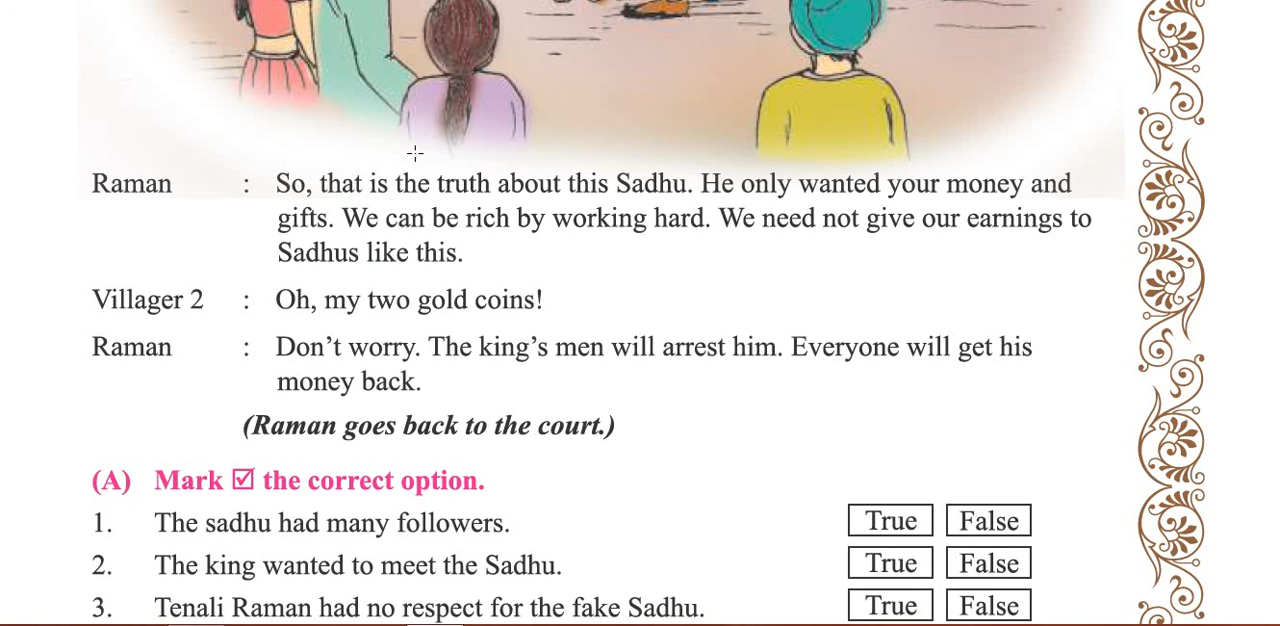 Raman : So, that is the truth about this Sadhu. He only wanted your money and
gifts. We can be rich by working hard. We need not give our earnings to
Sadhus like this.
Villager 2 : Oh, my two gold coins!
Raman : Don’t worry. The king’s men will arrest him. Everyone will get his
money back.
(Raman goes back to the court.)
(A) Mark ☑ the correct option.
1. The sadhu had many followers. True False
2. The king wanted to meet the Sadhu. True False
3. Tenali Raman had no respect for the fake Sadhu. True False